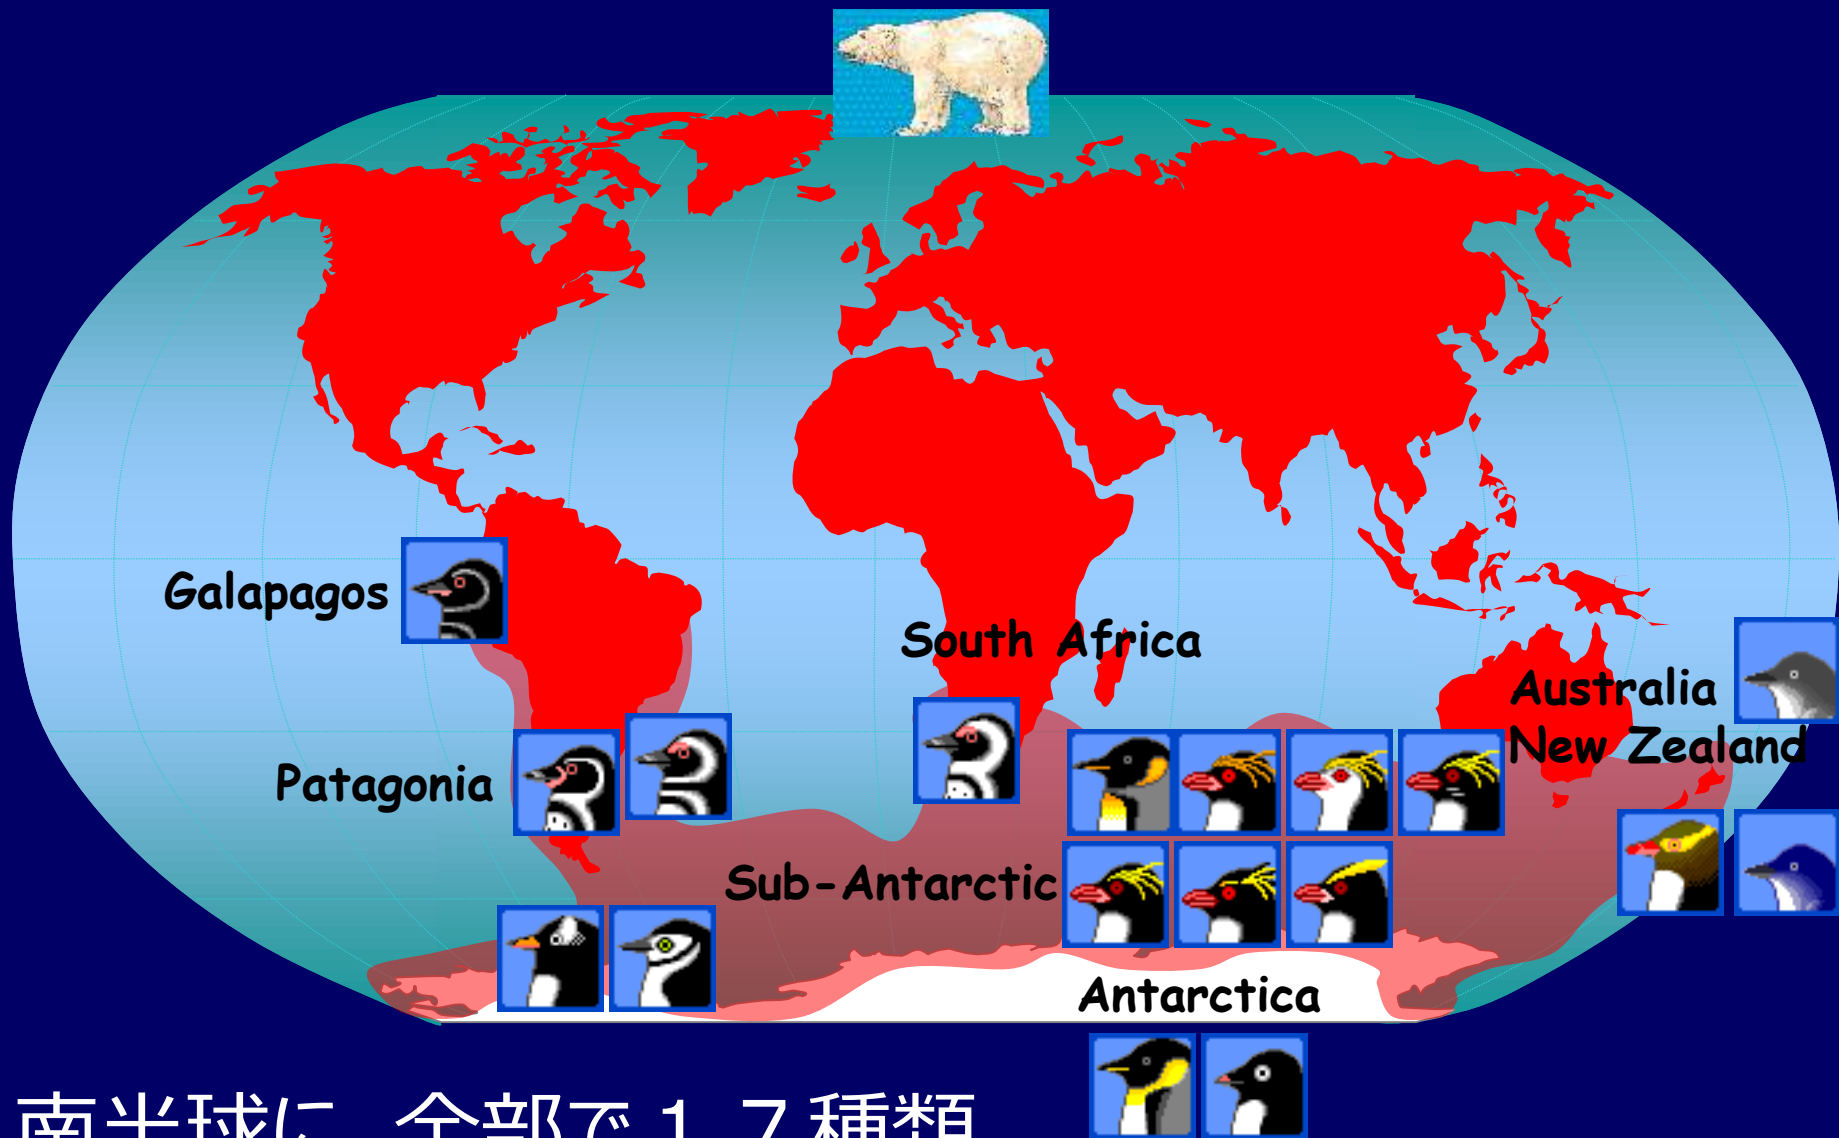 Galapagos
South Africa
Australia
New Zealand
Patagonia
Sub-Antarctic
Antarctica
南半球に 全部で１７種類